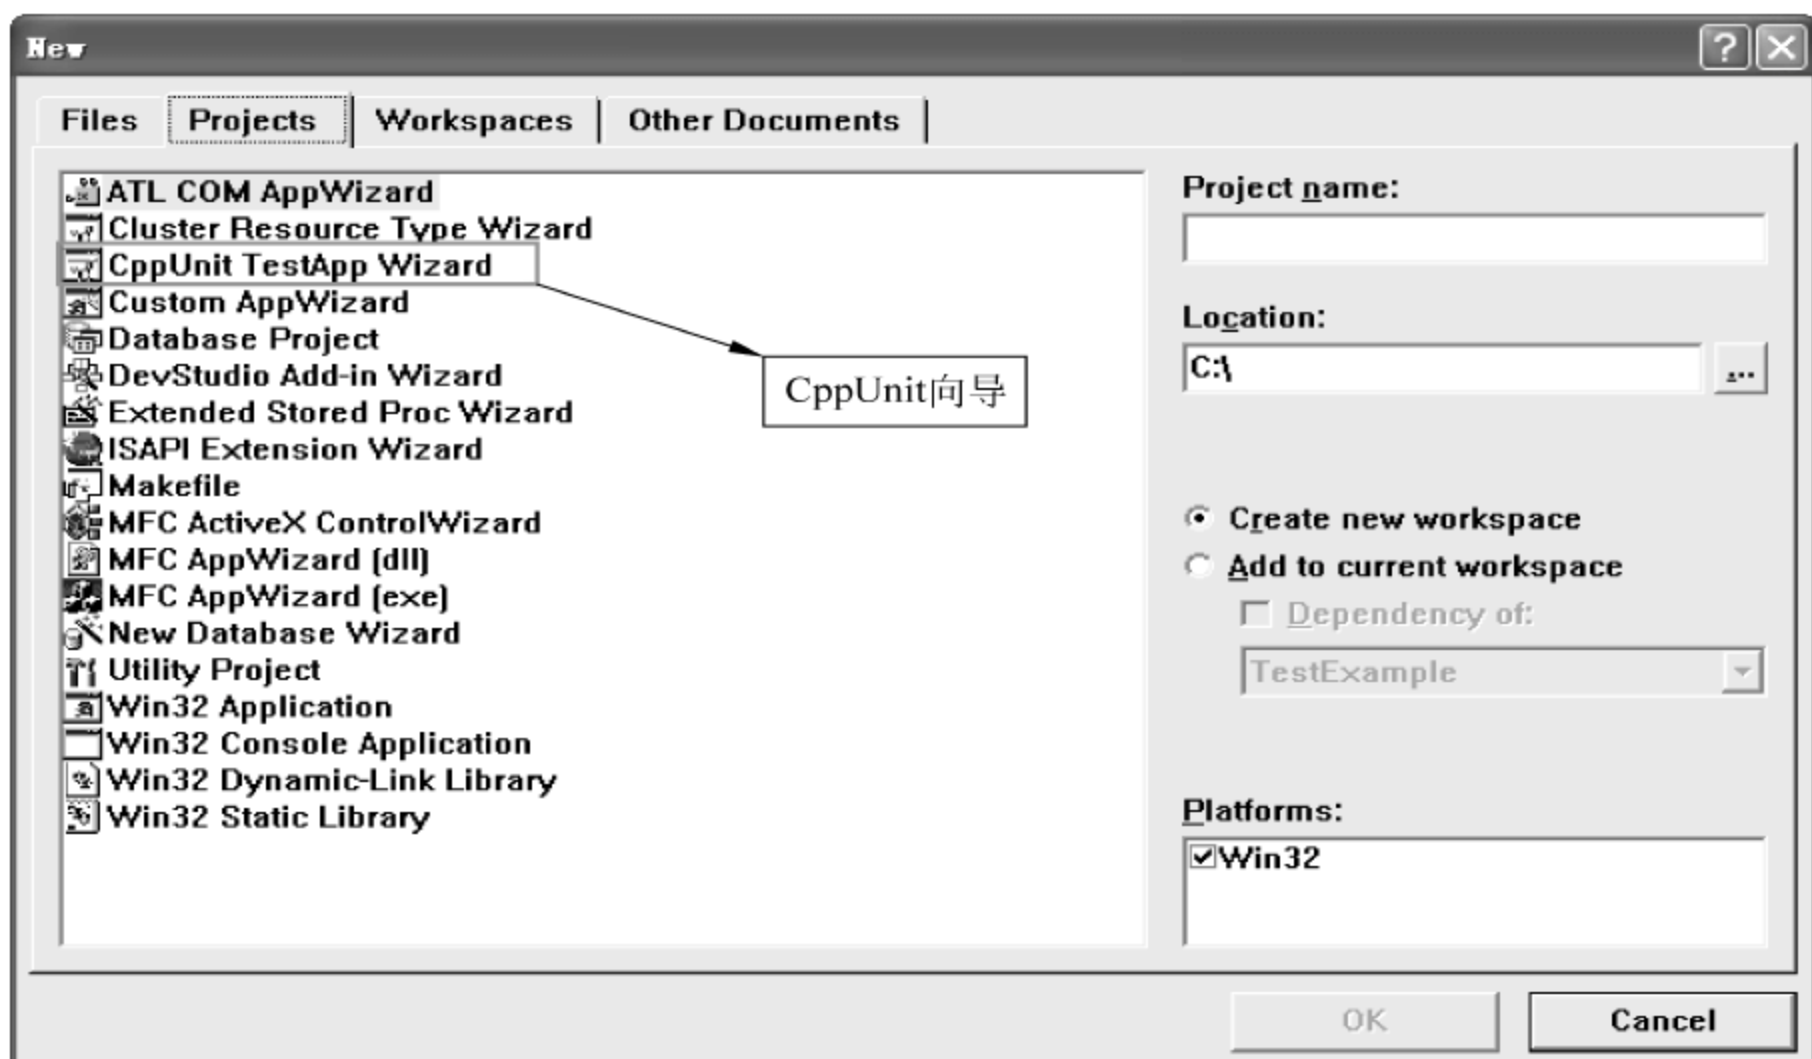 New
Files Projects Workspaces Other Documents
ATL COM AppWizard
Cluster Resource Type Wizard
CppUnit TestApp Wizard
Custom AppWizard
Database Project
DevStudio Add-in Wizard
Extended Stored Proc Wizard
ISAPI Extension Wizard
Makefile
MFC ActiveX ControlWizard
MFC AppWizard (dll)
MFC AppWizard (exe)
New Database Wizard
Utility Project
Win32 Application
Win32 Console Application
Win32 Dynamic-Link Library
Win32 Static Library
CppUnit向导
Project name:
Location:
C:\
...
Create new workspace
Add to current workspace
Dependency of:
TestExample
Platforms:
Win32
OK Cancel